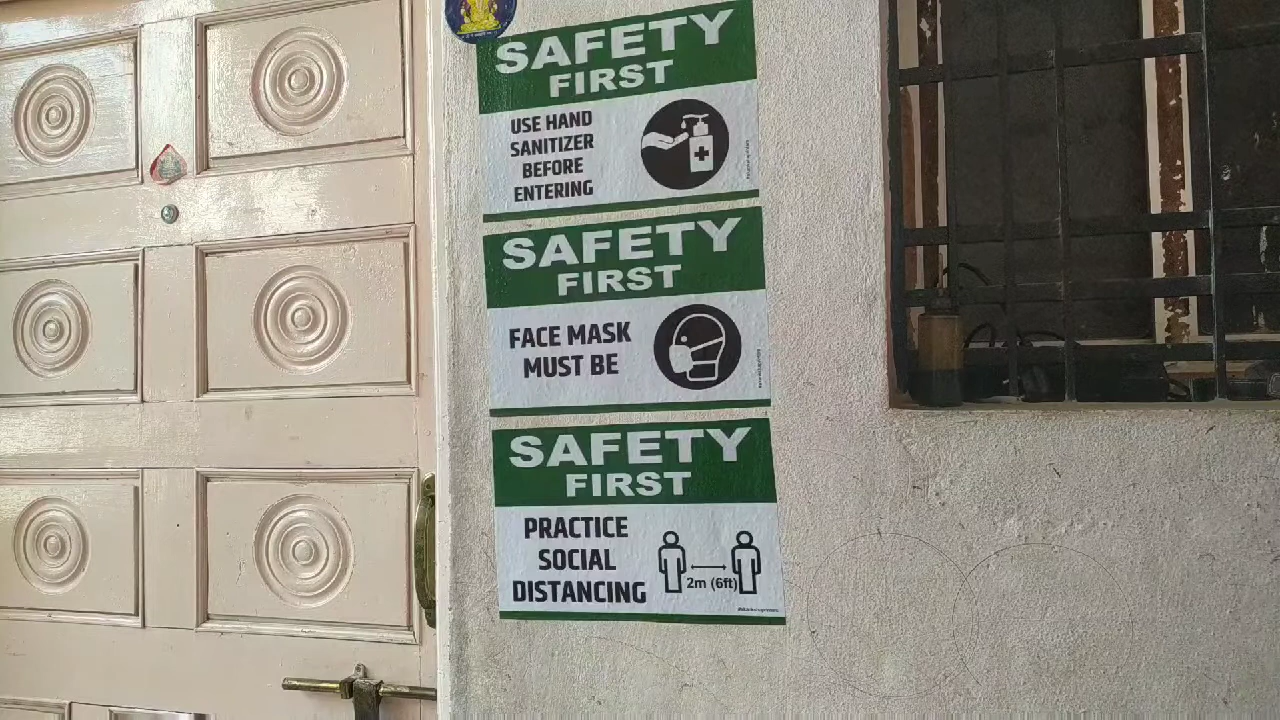 SAFETY
FIRST
USE HAND
SANITIZER
BEFORE
ENTERING
SAFETY
FIRST
FACE MASK
MUST BE
SAFETY
FIRST
PRACTICE
SOCIAL
DISTANCING
2m (6ft)